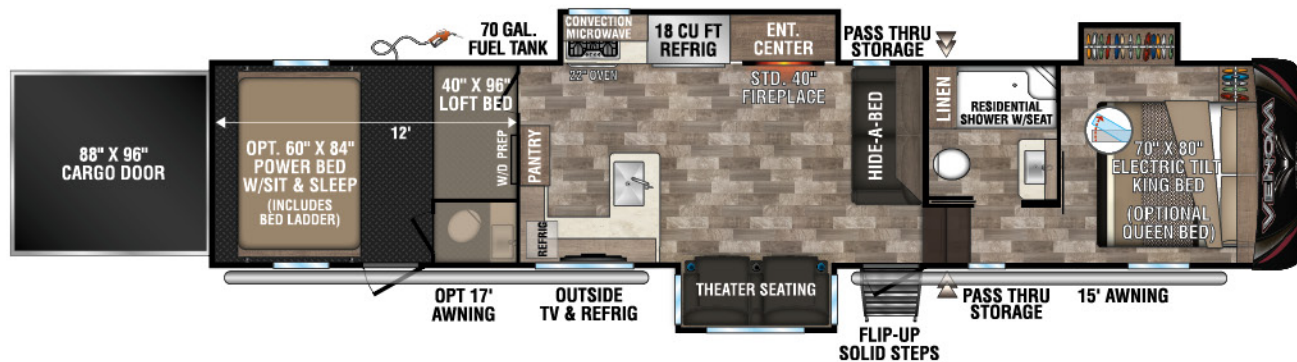 88" X 96"
CARGO DOOR
12'
OPT. 60" X 84"
POWER BED
W/SIT & SLEEP
(INCLUDES
BED LADDER)
70 GAL.
FUEL TANK
40" X 96"
LOFT BED
W/D PREP
PANTRY
REFRIG
OPT 17'
AWNING
OUTSIDE
TV & REFRIG
CONVECTION
MICROWAVE
22" OVEN
18 CU FT
REFRIG
ENT.
CENTER
STD. 40"
FIREPLACE
THEATER SEATING
PASS THRU
STORAGE
HIDE-A-BED
FLIP-UP
SOLID STEPS
LINEN
RESIDENTIAL
SHOWER W/SEAT
PASS THRU
STORAGE
15' AWNING
70" X 80"
ELECTRIC TILT
KING BED
(OPTIONAL
QUEEN BED)
VENOM